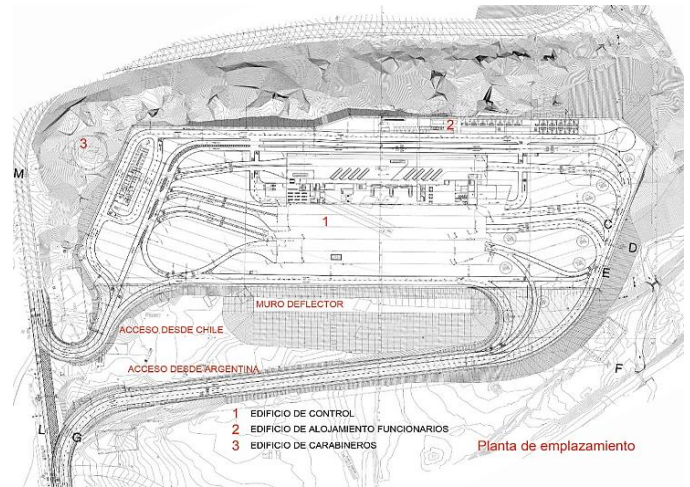 2
3
M
1
C
D
E
MURO DEFLECTOR
ACCESO DESDE CHILE
ACCESO DESDE ARGENTINA
F
1 EDIFICIO DE CONTROL
L
G
2 EDIFICIO DE ALOJAMIENTO FUNCIONARIOS
3 EDIFICIO DE CARABINEROS
Planta de emplazamiento